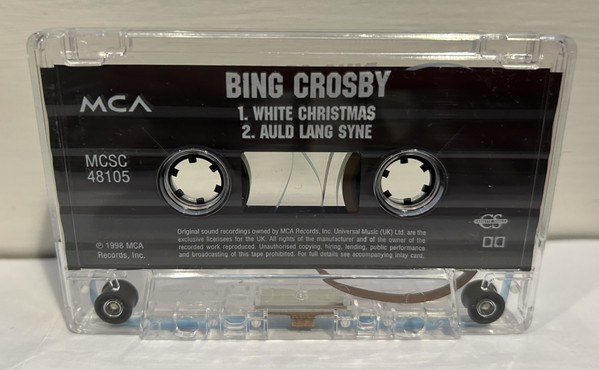 BING CROSBY
MCA
1. WHITE CHRISTMAS
2. AULD LANG SYNE
MCSC
48105
Original sound recordings owned by MCA Records, Inc. Universal Music (UK) Ltd. are the
exclusive licensees for the UK. All rights of the manufacturer and of the owner of the
recorded work reproduced. Unauthorised copying, hiring, lending, public performance
and broadcasting of this tape prohibited. For full details see accompanying inlay card.
℗ 1998 MCA
Records, Inc.